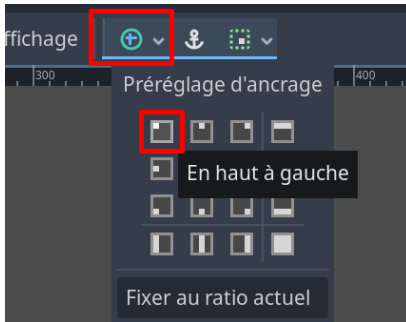 ffichage
300
400
Préréglage d'ancrage
En haut à gauche
Fixer au ratio actuel